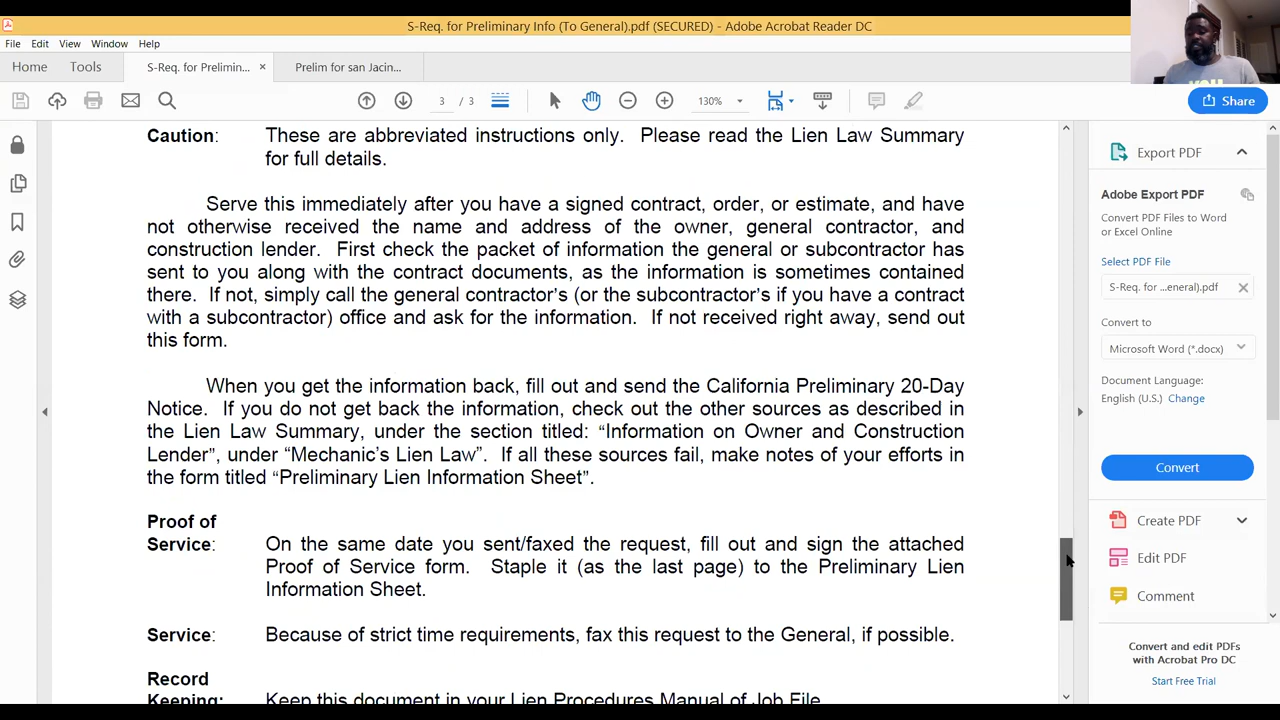 S-Req. for Preliminary Info (To General).pdf (SECURED) - Adobe Acrobat Reader DC
File Edit View Window Help
Home Tools S-Req. for Prelimin... × Prelim for san Jacin...
3 / 3 130% Share
Caution: These are abbreviated instructions only. Please read the Lien Law Summary
for full details.
Serve this immediately after you have a signed contract, order, or estimate, and have
not otherwise received the name and address of the owner, general contractor, and
construction lender. First check the packet of information the general or subcontractor has
sent to you along with the contract documents, as the information is sometimes contained
there. If not, simply call the general contractor's (or the subcontractor's if you have a contract
with a subcontractor) office and ask for the information. If not received right away, send out
this form.
When you get the information back, fill out and send the California Preliminary 20-Day
Notice. If you do not get back the information, check out the other sources as described in
the Lien Law Summary, under the section titled: “Information on Owner and Construction
Lender”, under “Mechanic's Lien Law”. If all these sources fail, make notes of your efforts in
the form titled “Preliminary Lien Information Sheet”.
Proof of
Service: On the same date you sent/faxed the request, fill out and sign the attached
Proof of Service form. Staple it (as the last page) to the Preliminary Lien
Information Sheet.
Service: Because of strict time requirements, fax this request to the General, if possible.
Record
Keeping: Keep this document in your Lien Procedures Manual of Job File.
Export PDF
Adobe Export PDF
Convert PDF Files to Word
or Excel Online
Select PDF File
S-Req. for ...eneral).pdf
Convert to
Microsoft Word (*.docx)
Document Language:
English (U.S.) Change
Convert
Create PDF
Edit PDF
Comment
Convert and edit PDFs
with Acrobat Pro DC
Start Free Trial